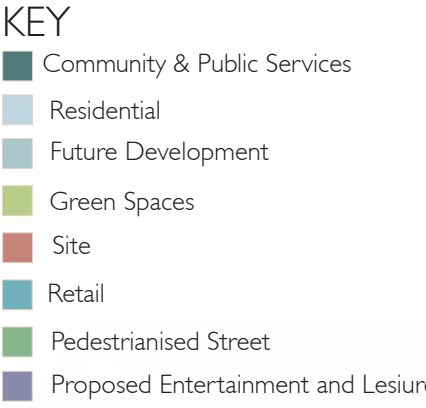 KEY
Community & Public Services
Residential
Future Development
Green Spaces
Site
Retail
Pedestrianised Street
Proposed Entertainment and Lesiure